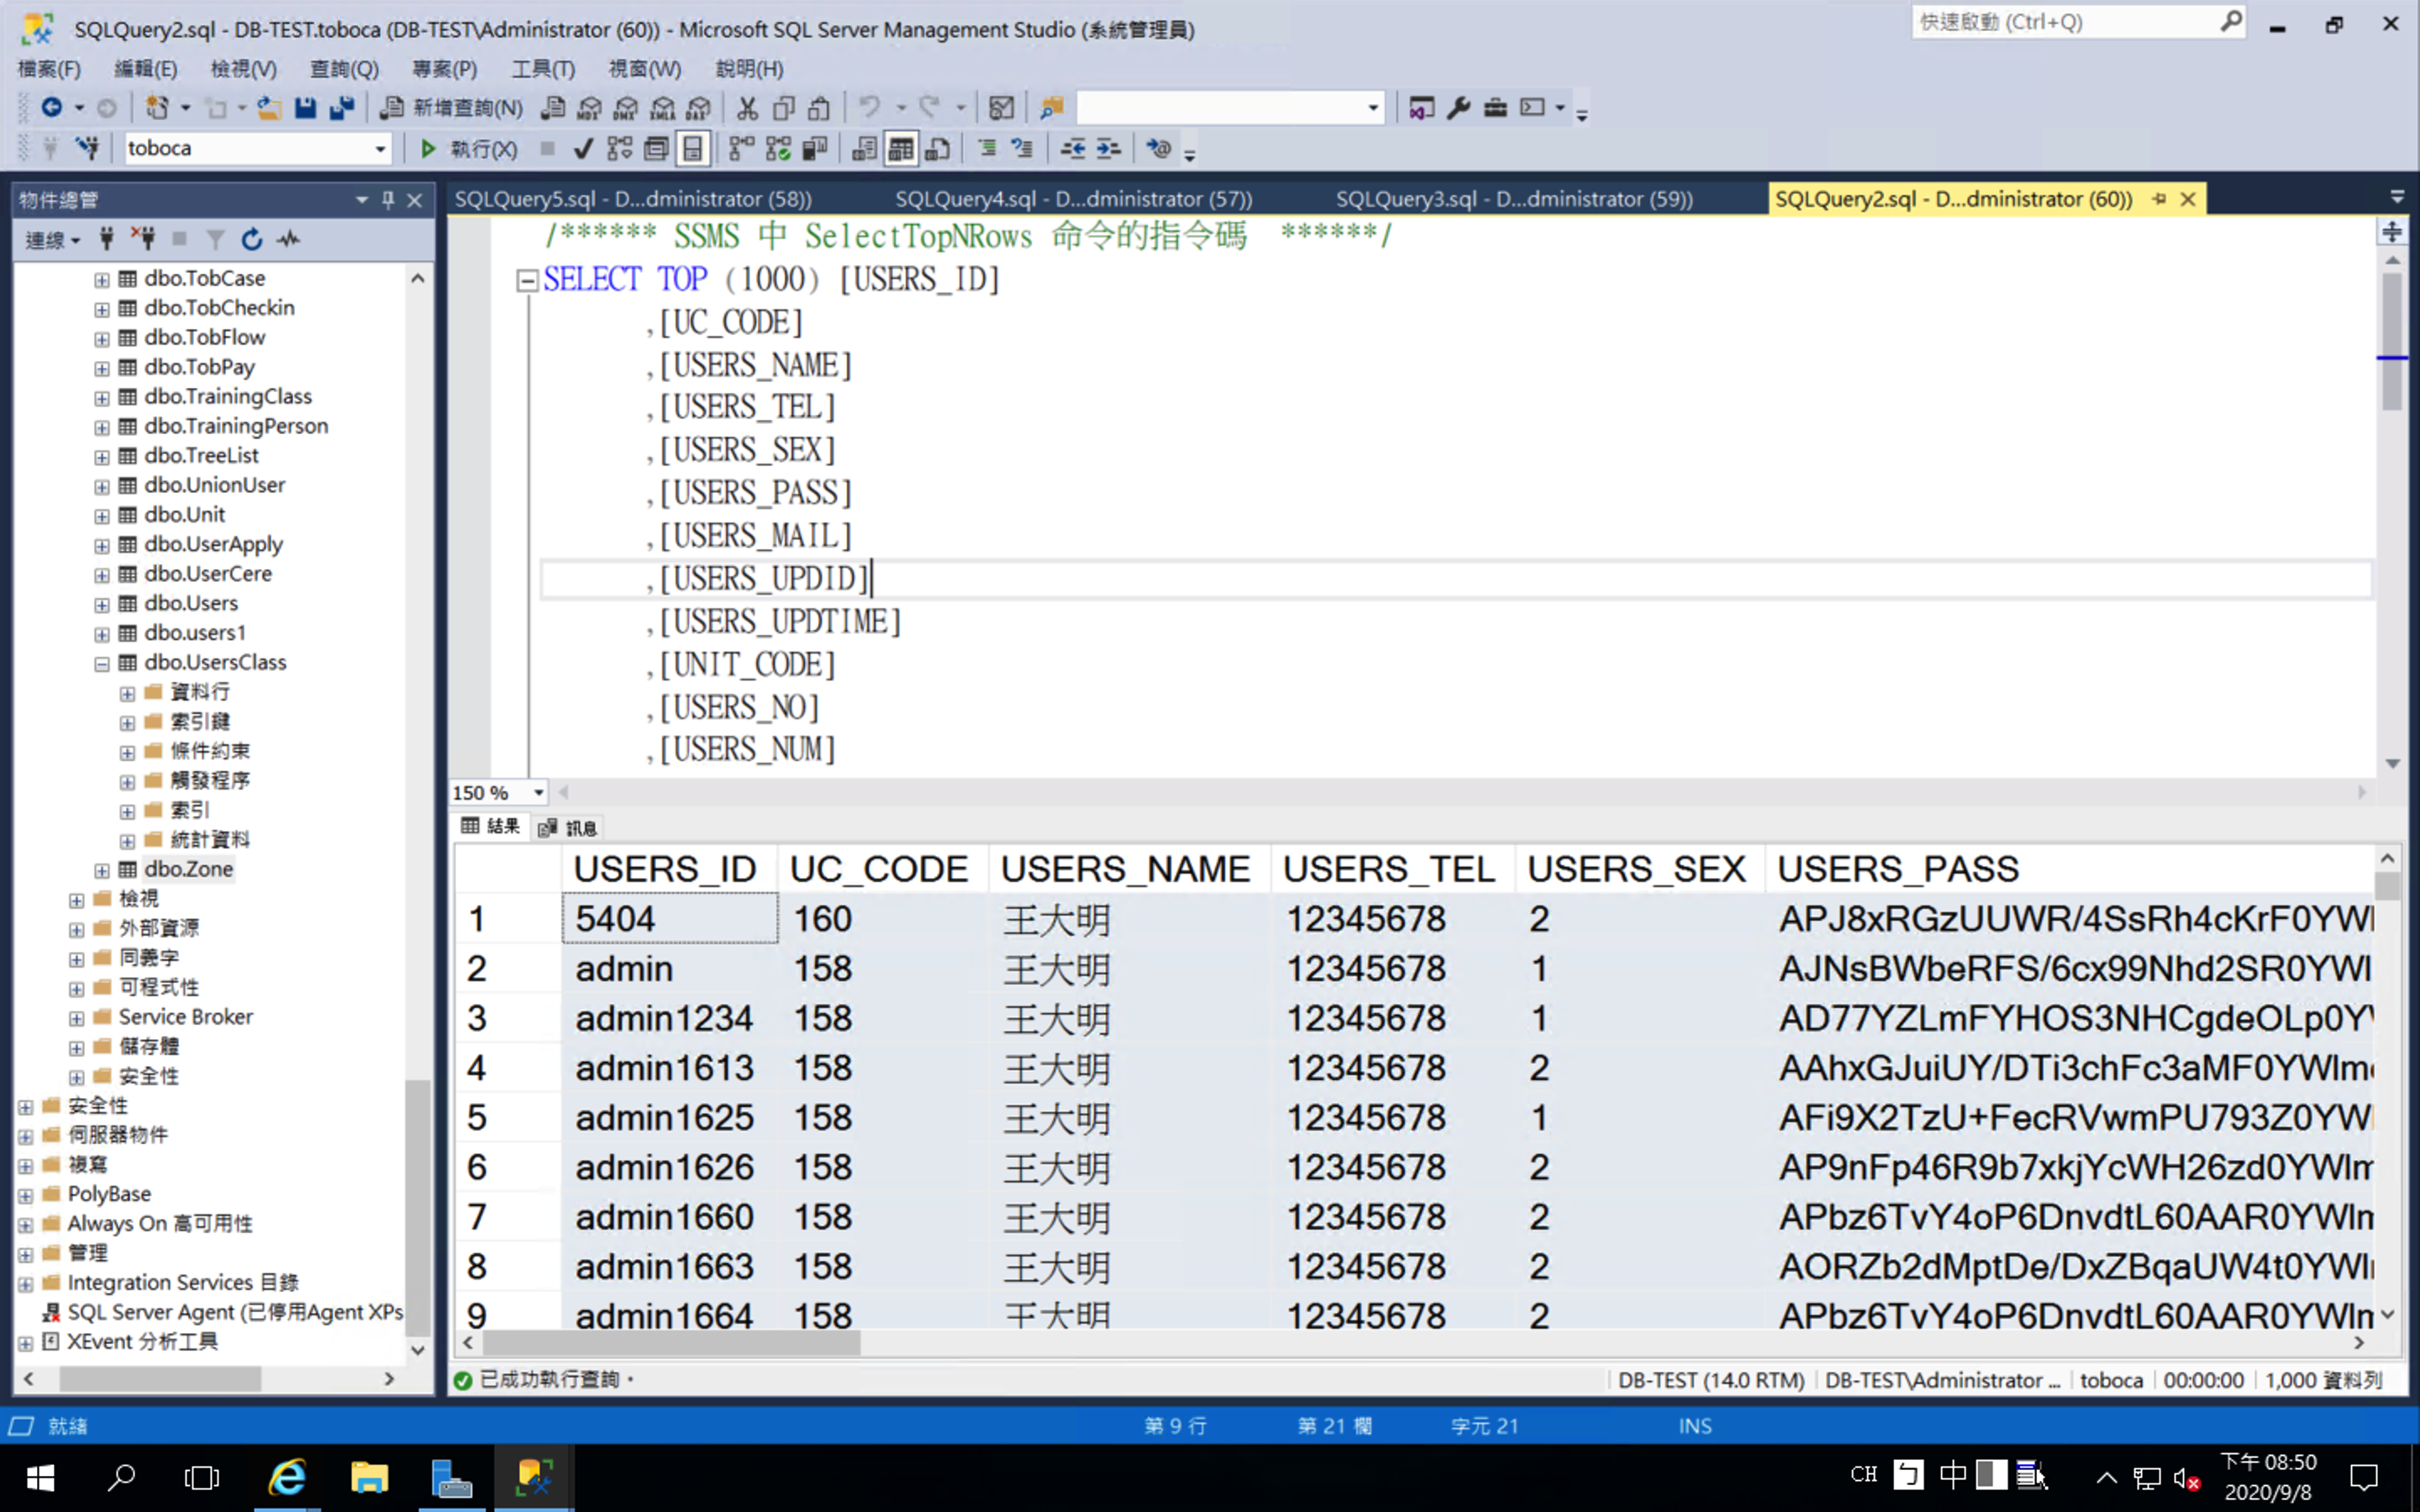 SQLQuery2.sql - DB-TEST.toboca (DB-TEST\Administrator (60)) - Microsoft SQL Server Management Studio (系統管理員)
快速啟動 (Ctrl+Q)
檔案(F) 編輯(E) 檢視(V) 查詢(Q) 專案(P) 工具(T) 視窗(W) 說明(H)
新增查詢(N) MDX DMX XMLA DAX
toboca 執行(X)
物件總管
連線
dbo.TobCase
dbo.TobCheckin
dbo.TobFlow
dbo.TobPay
dbo.TrainingClass
dbo.TrainingPerson
dbo.TreeList
dbo.UnionUser
dbo.Unit
dbo.UserApply
dbo.UserCere
dbo.Users
dbo.users1
dbo.UsersClass
資料行
索引鍵
條件約束
觸發程序
索引
統計資料
dbo.Zone
檢視
外部資源
同義字
可程式性
Service Broker
儲存體
安全性
安全性
伺服器物件
複寫
PolyBase
Always On 高可用性
管理
Integration Services 目錄
SQL Server Agent (已停用Agent XPs
XEvent 分析工具
SQLQuery5.sql - D...dministrator (58)) SQLQuery4.sql - D...dministrator (57)) SQLQuery3.sql - D...dministrator (59)) SQLQuery2.sql - D...dministrator (60))
/****** SSMS 中 SelectTopNRows 命令的指令碼 ******/
SELECT TOP (1000) [USERS_ID]
,[UC_CODE]
,[USERS_NAME]
,[USERS_TEL]
,[USERS_SEX]
,[USERS_PASS]
,[USERS_MAIL]
,[USERS_UPDID]
,[USERS_UPDTIME]
,[UNIT_CODE]
,[USERS_NO]
,[USERS_NUM]
150 %
結果 訊息
USERS_ID UC_CODE USERS_NAME USERS_TEL USERS_SEX USERS_PASS
1 5404 160 王大明 12345678 2 APJ8xRGzUUWR/4SsRh4cKrF0YWl
2 admin 158 王大明 12345678 1 AJNsBWbeRFS/6cx99Nhd2SR0YWl
3 admin1234 158 王大明 12345678 1 AD77YZLmFYHOS3NHCgdeOLp0Y
4 admin1613 158 王大明 12345678 2 AAhxGJuiUY/DTi3chFc3aMF0YWlm
5 admin1625 158 王大明 12345678 1 AFi9X2TzU+FecRVwmPU793Z0YW
6 admin1626 158 王大明 12345678 2 AP9nFp46R9b7xkjYcWH26zd0YWlm
7 admin1660 158 王大明 12345678 2 APbz6TvY4oP6DnvdtL60AAR0YWlm
8 admin1663 158 王大明 12345678 2 AORZb2dMptDe/DxZBqaUW4t0YWl
9 admin1664 158 王大明 12345678 2 APbz6TvY4oP6DnvdtL60AAR0YWlm
已成功執行查詢。 DB-TEST (14.0 RTM) DB-TEST\Administrator ... toboca 00:00:00 1,000 資料列
就緒 第 9 行 第 21 欄 字元 21 INS
CH ㄅ 中 下午 08:50
2020/9/8